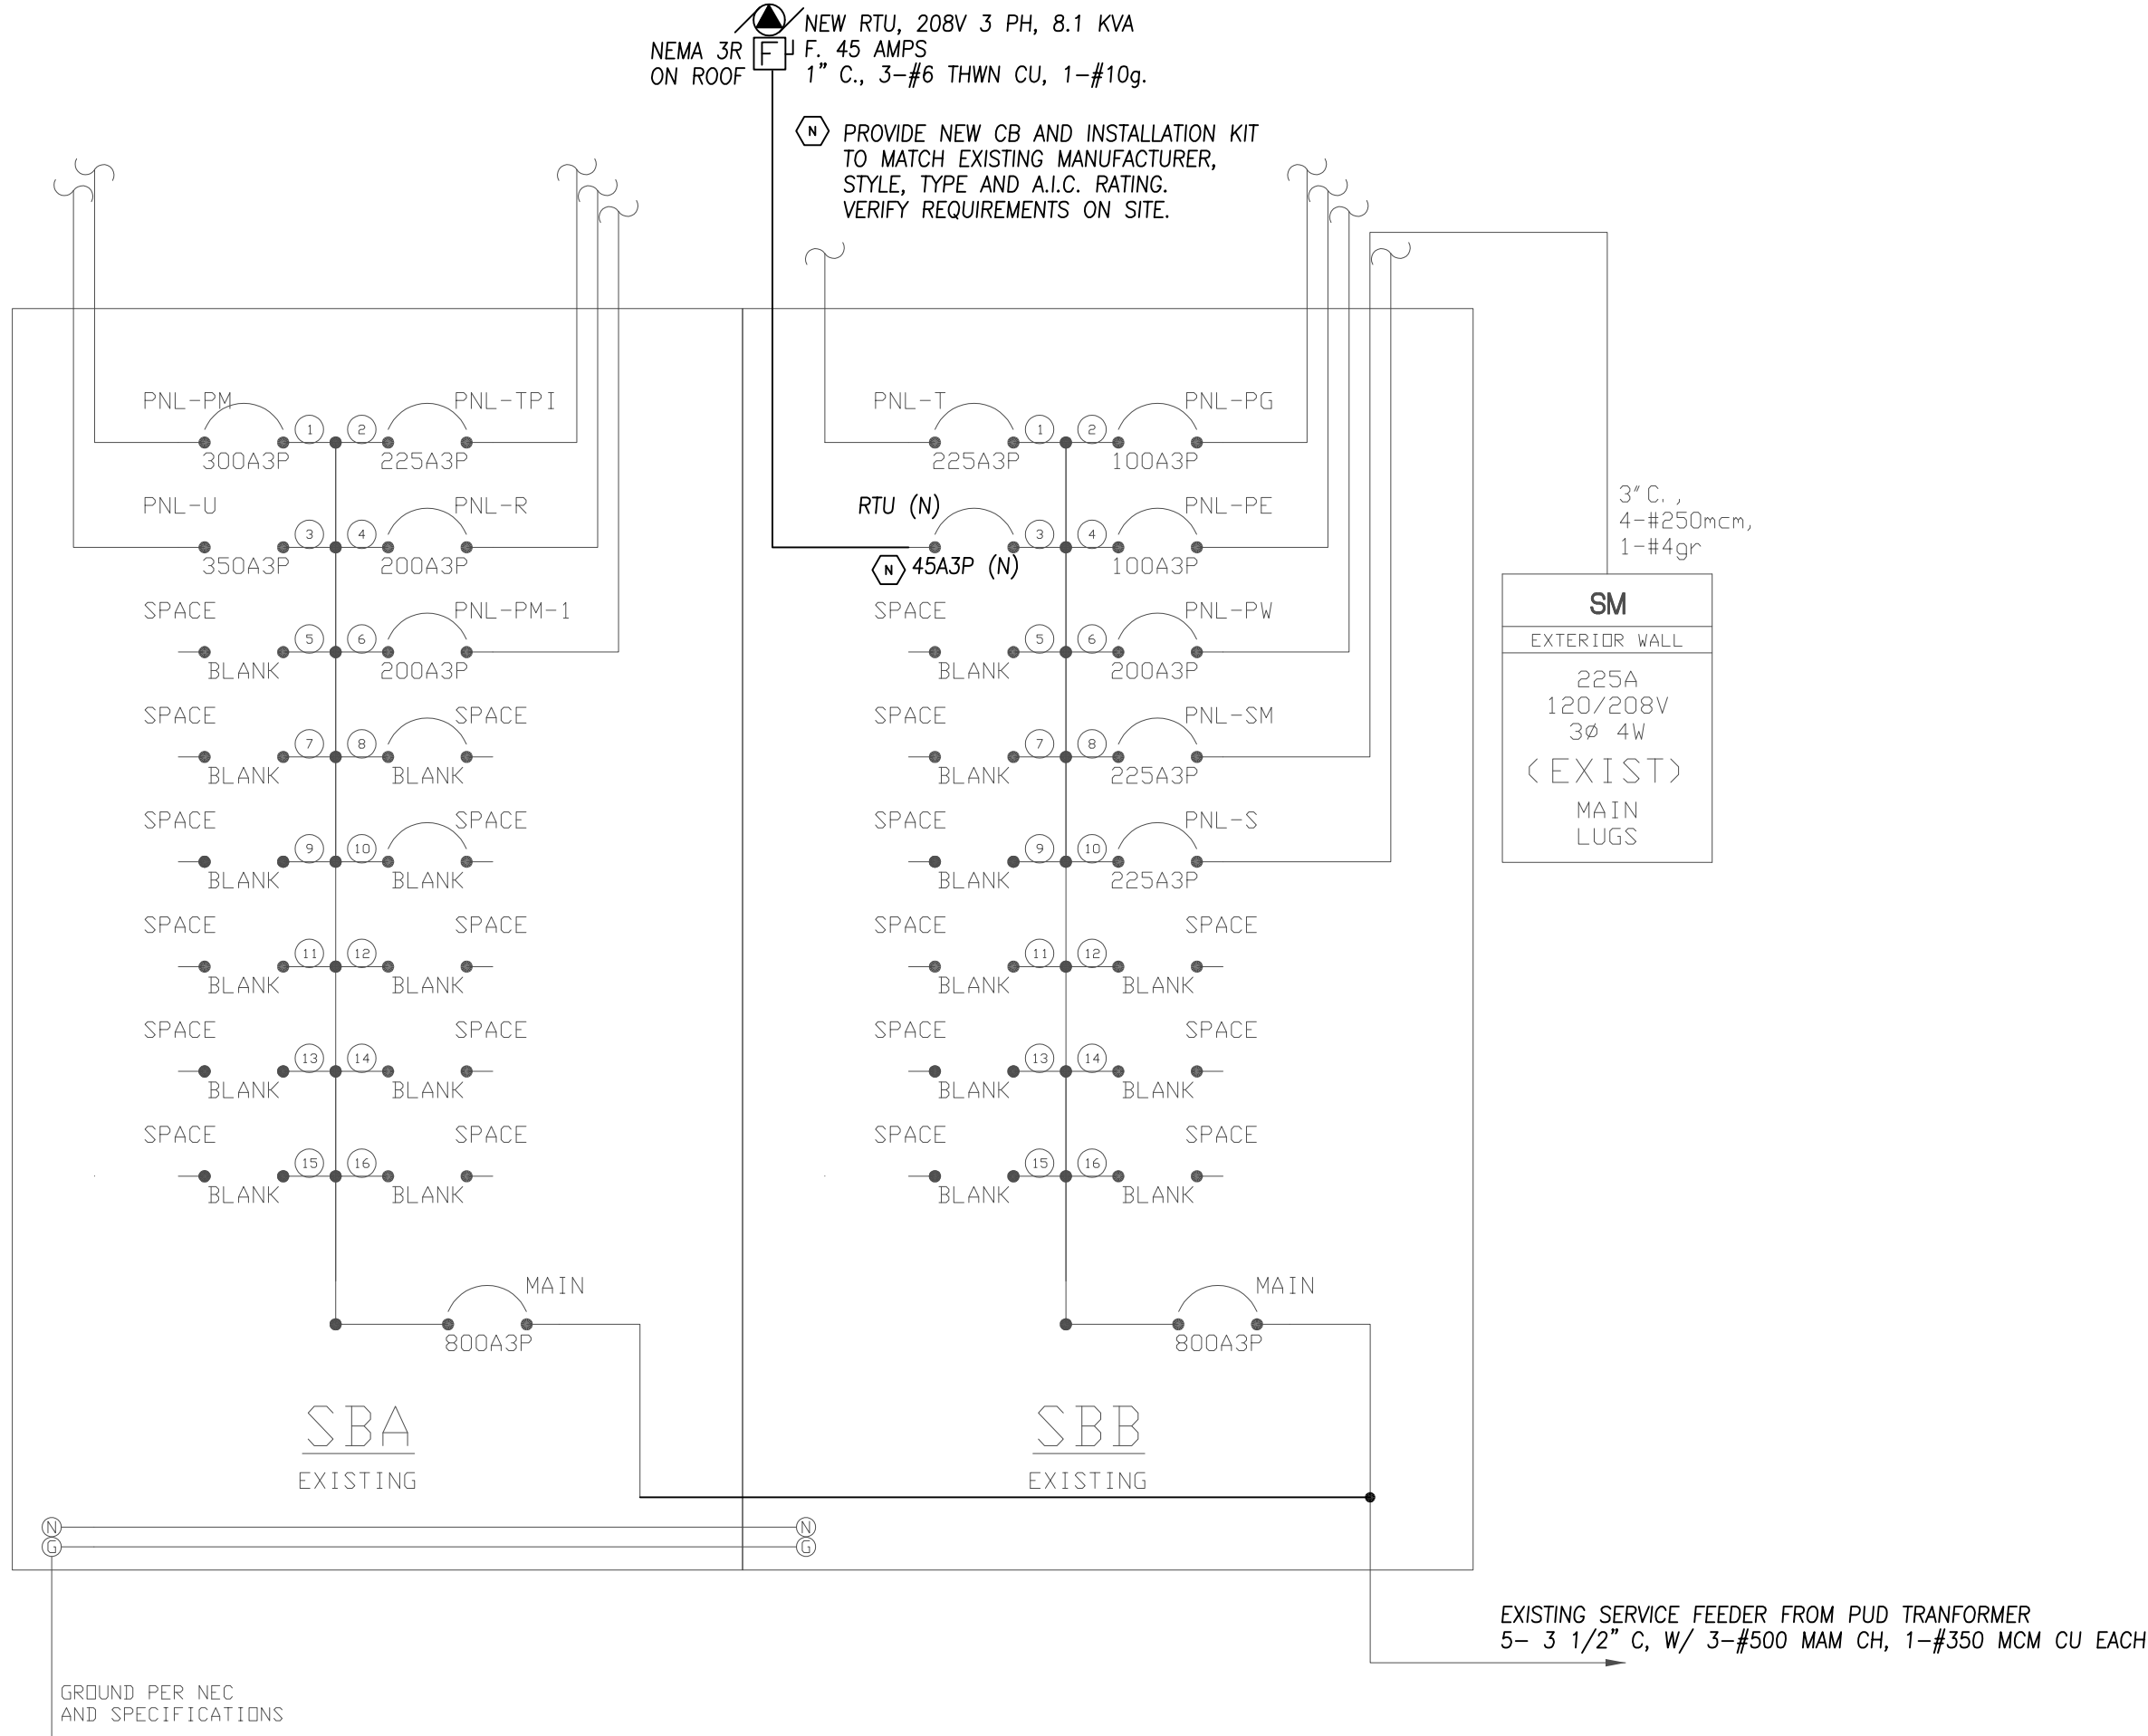 NEW RTU, 208V 3 PH, 8.1 KVA
NEMA 3R
ON ROOF
F
F. 45 AMPS
1" C., 3-#6 THWN CU, 1-#10g.
N
PROVIDE NEW CB AND INSTALLATION KIT
TO MATCH EXISTING MANUFACTURER,
STYLE, TYPE AND A.I.C. RATING.
VERIFY REQUIREMENTS ON SITE.
PNL-PM
1
2
PNL-TPI
300A3P
225A3P
PNL-U
3
4
PNL-R
350A3P
200A3P
SPACE
5
6
PNL-PM-1
BLANK
200A3P
SPACE
7
8
SPACE
BLANK
BLANK
SPACE
9
10
SPACE
BLANK
BLANK
SPACE
11
12
SPACE
BLANK
BLANK
SPACE
13
14
SPACE
BLANK
BLANK
SPACE
15
16
SPACE
BLANK
BLANK
MAIN
800A3P
SBA
EXISTING
PNL-T
1
2
PNL-PG
225A3P
100A3P
RTU (N)
3
4
PNL-PE
N
45A3P (N)
100A3P
SPACE
5
6
PNL-PW
BLANK
200A3P
SPACE
7
8
PNL-SM
BLANK
225A3P
SPACE
9
10
PNL-S
BLANK
225A3P
SPACE
11
12
SPACE
BLANK
BLANK
SPACE
13
14
SPACE
BLANK
BLANK
SPACE
15
16
SPACE
BLANK
BLANK
MAIN
800A3P
SBB
EXISTING
3"C.,
4-#250mcm,
1-#4gr
SM
EXTERIOR WALL
225A
120/208V
3ø 4W
(EXIST)
MAIN
LUGS
N
N
G
G
EXISTING SERVICE FEEDER FROM PUD TRANFORMER
5- 3 1/2" C, W/ 3-#500 MAM CH, 1-#350 MCM CU EACH
GROUND PER NEC
AND SPECIFICATIONS